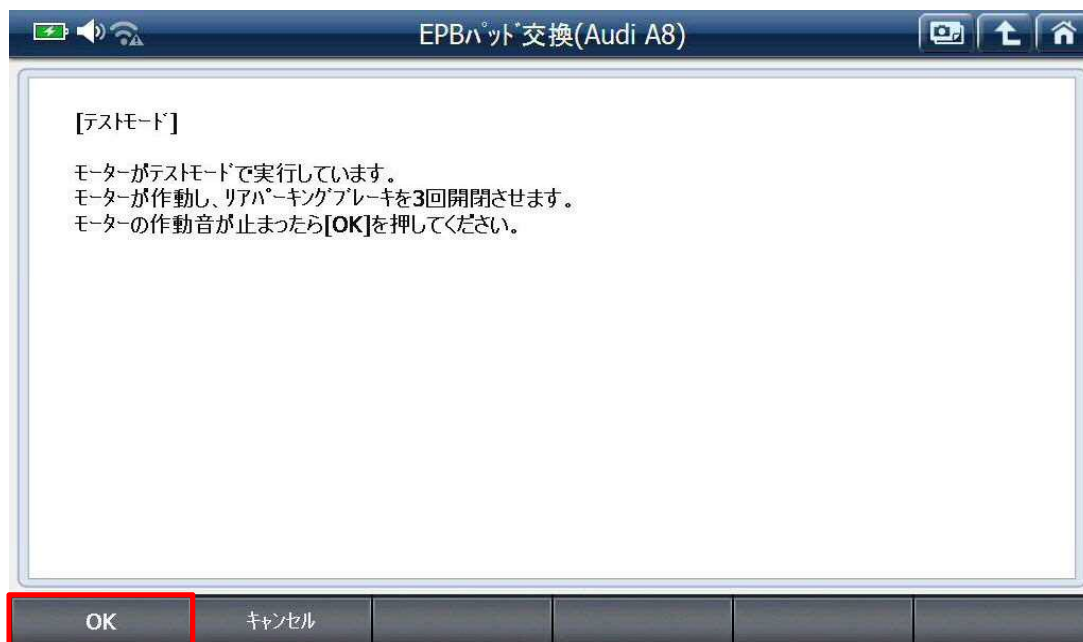 EPBﾊﾟｯﾄﾞ交換(Audi A8)
[ﾃｽﾄﾓｰﾄﾞ]
ﾓｰﾀｰがﾃｽﾄﾓｰﾄﾞで実行しています。
ﾓｰﾀｰが作動し、ﾘｱﾊﾟｰｷﾝｸﾞﾌﾞﾚｰｷを3回開閉させます。
ﾓｰﾀｰの作動音が止まったら[OK]を押してください。
OK
ｷｬﾝｾﾙ